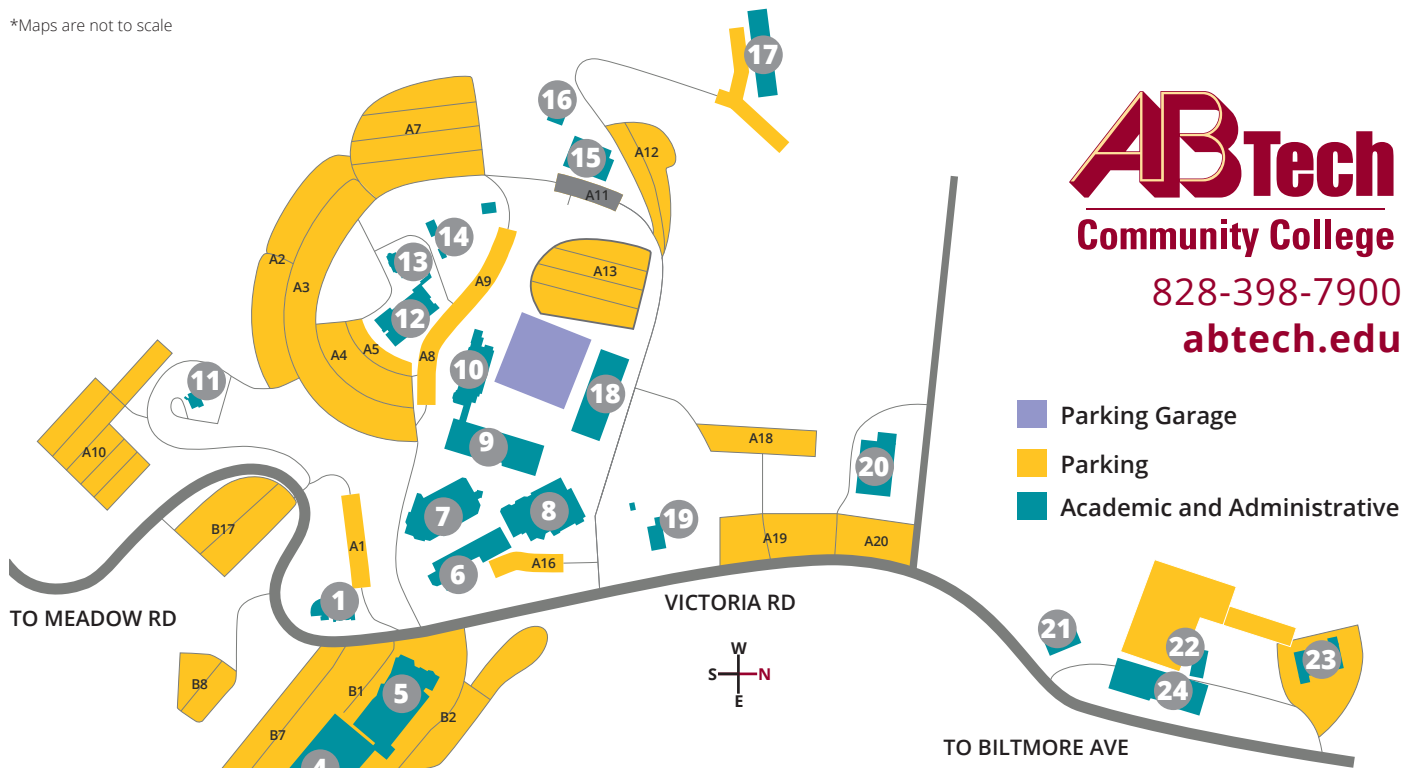 *Maps are not to scale
17
16
A7
15
A12
A11
14
13
A9
A2
A3
A13
12
A4
A5
A8
10
11
18
9
A10
A18
20
7
8
19
B17
A1
A16
A19
A20
6
1
TO MEADOW RD
VICTORIA RD
21
22
23
24
W
S
N
E
B8
B1
5
B2
B7
4
TO BILTMORE AVE
AB Tech
Community College
828-398-7900
abtech.edu
Parking Garage
Parking
Academic and Administrative